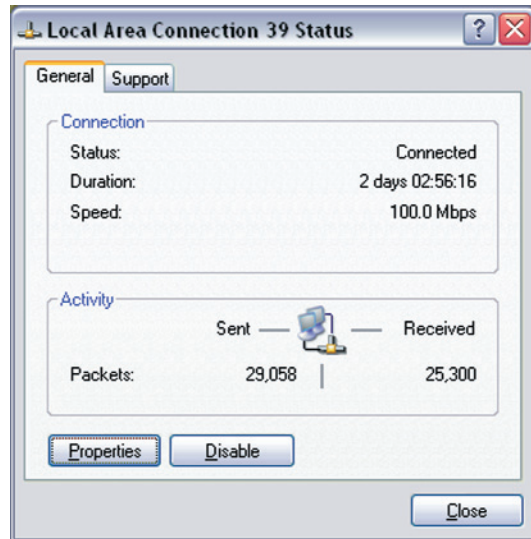 Local Area Connection 39 Status
General Support
Connection
Status: Connected
Duration: 2 days 02:56:16
Speed: 100.0 Mbps
Activity
Sent Received
Packets: 29,058 25,300
Properties Disable
Close